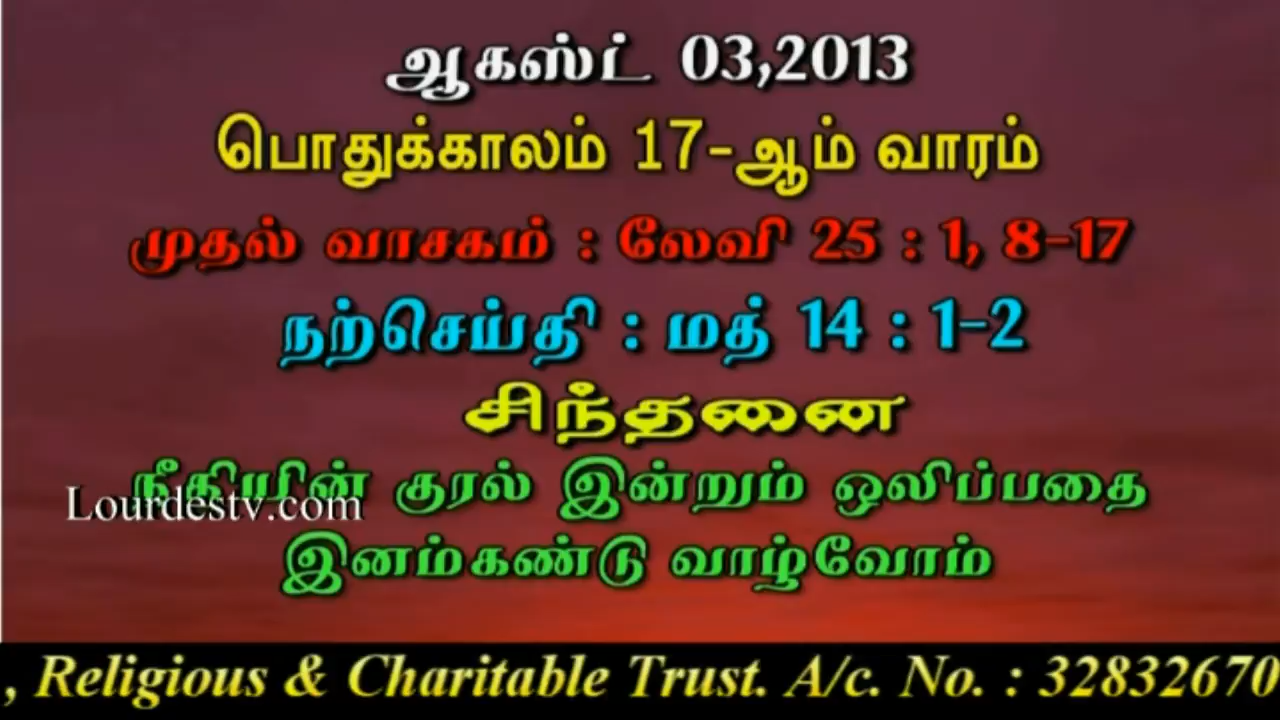 ஆகஸ்ட் 03,2013
பொதுக்காலம் 17-ஆம் வாரம்
முதல் வாசகம் : லேவி 25 : 1, 8-17
நற்செய்தி : மத் 14 : 1-2
சிந்தனை
நீதியின் குரல் இன்றும் ஒலிப்பதை
Lourdestv.com
இனம்கண்டு வாழ்வோம்
, Religious & Charitable Trust. A/c. No. : 32832670